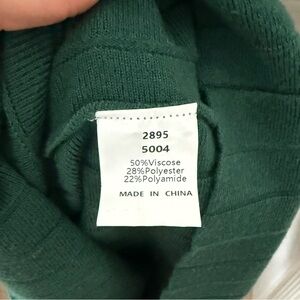 2895
5004
50%Viscose
28%Polyester
22%Polyamide
MADE IN CHINA